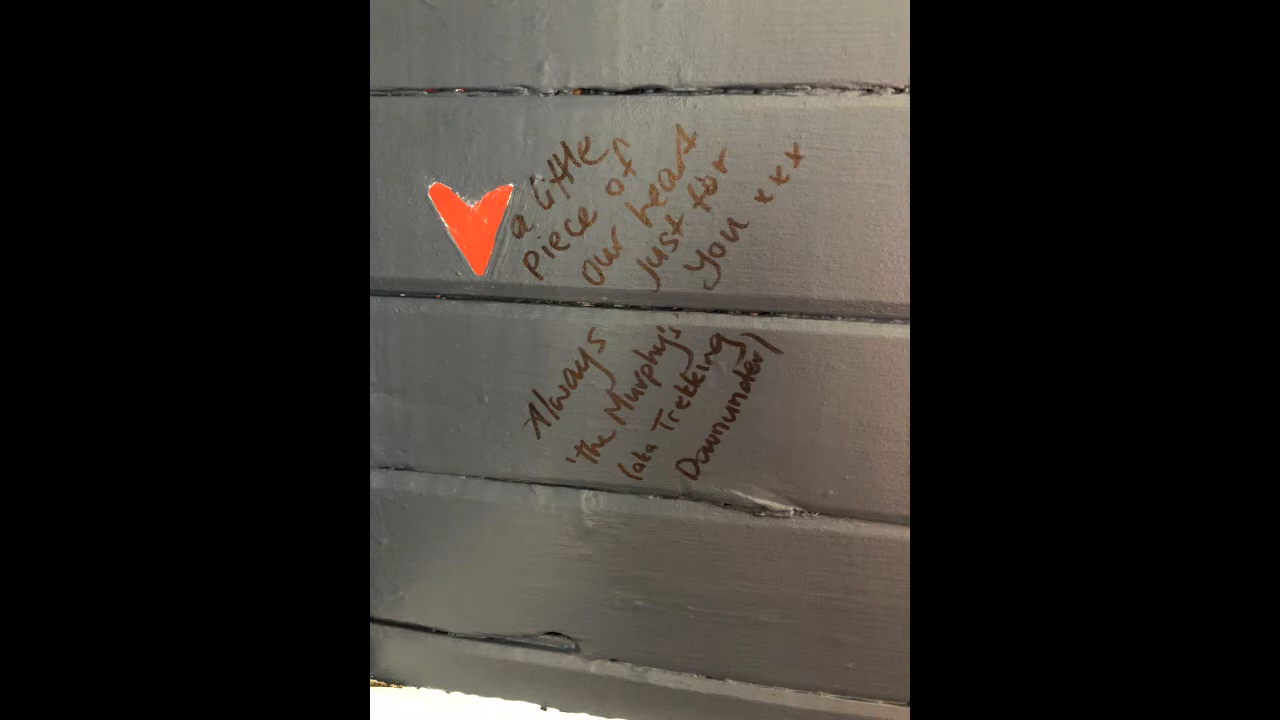 a little
piece of
our heart
just for
you xxx
Always
'the Murphy's'
(aka Trekking
Downunder)